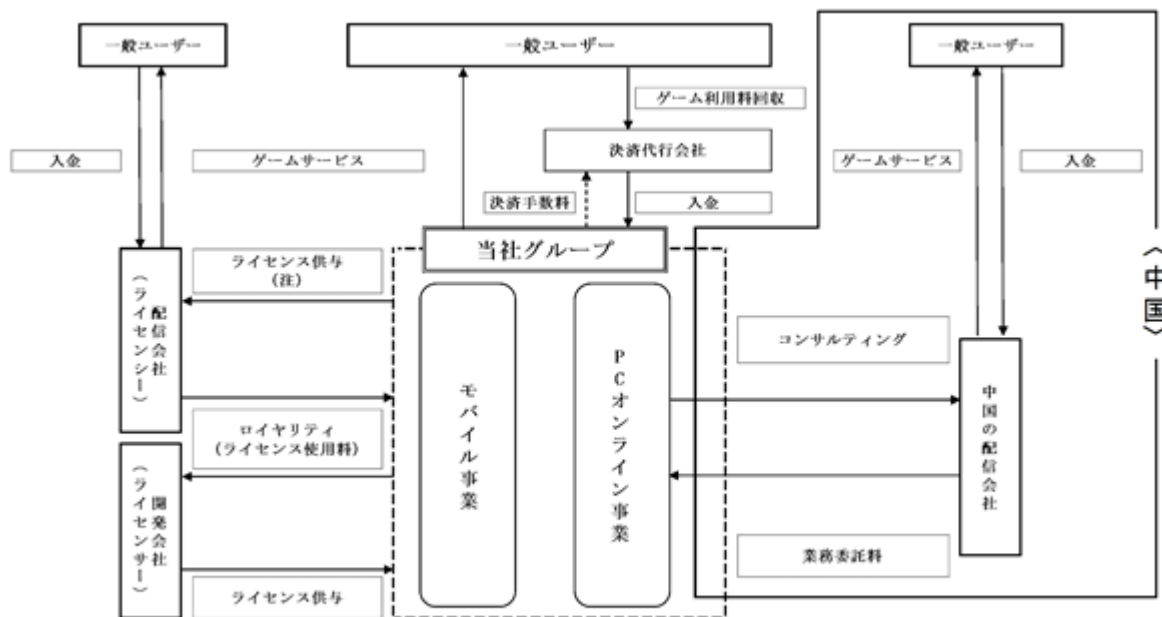 一般ユーザー
一般ユーザー
一般ユーザー
ゲーム利用料回収
決済代行会社
入金
ゲームサービス
ゲームサービス
入金
決済手数料
入金
当社グループ
ライセンス供与
(注)
配信会社
(ライセンシー)
〈中国〉
コンサルティング
モバイル事業
PCオンライン事業
中国の配信会社
ロイヤリティ
(ライセンス使用料)
開発会社
(ライセンサー)
業務委託料
ライセンス供与